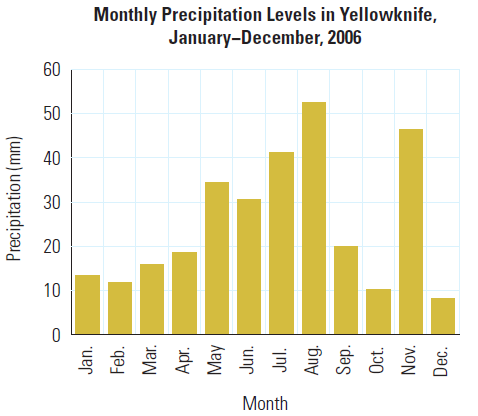 Monthly Precipitation Levels in Yellowknife,
January–December, 2006
Precipitation (mm)
60
50
40
30
20
10
0
Jan.
Feb.
Mar.
Apr.
May
Jun.
Jul.
Aug.
Sep.
Oct.
Nov.
Dec.
Month